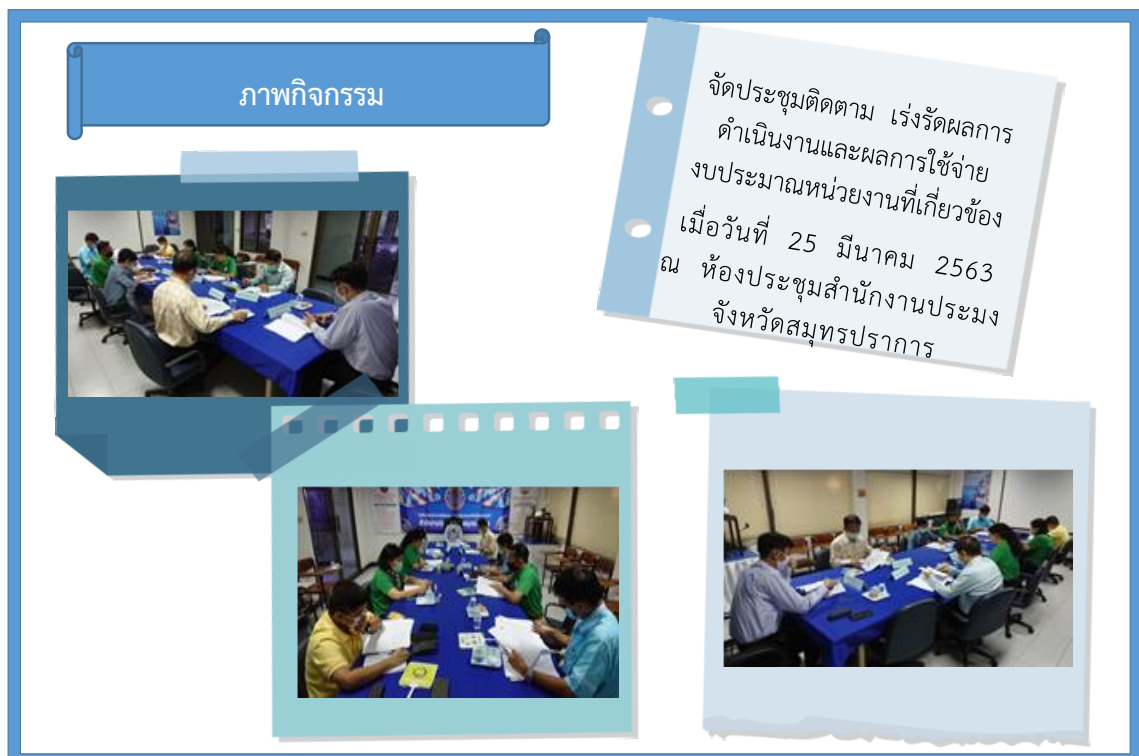 ภาพกิจกรรม
จัดประชุมติดตาม เร่งรัดผลการ
ดำเนินงานและผลการใช้จ่าย
งบประมาณหน่วยงานที่เกี่ยวข้อง
เมื่อวันที่ 25 มีนาคม 2563
ณ ห้องประชุมสำนักงานประมง
จังหวัดสมุทรปราการ